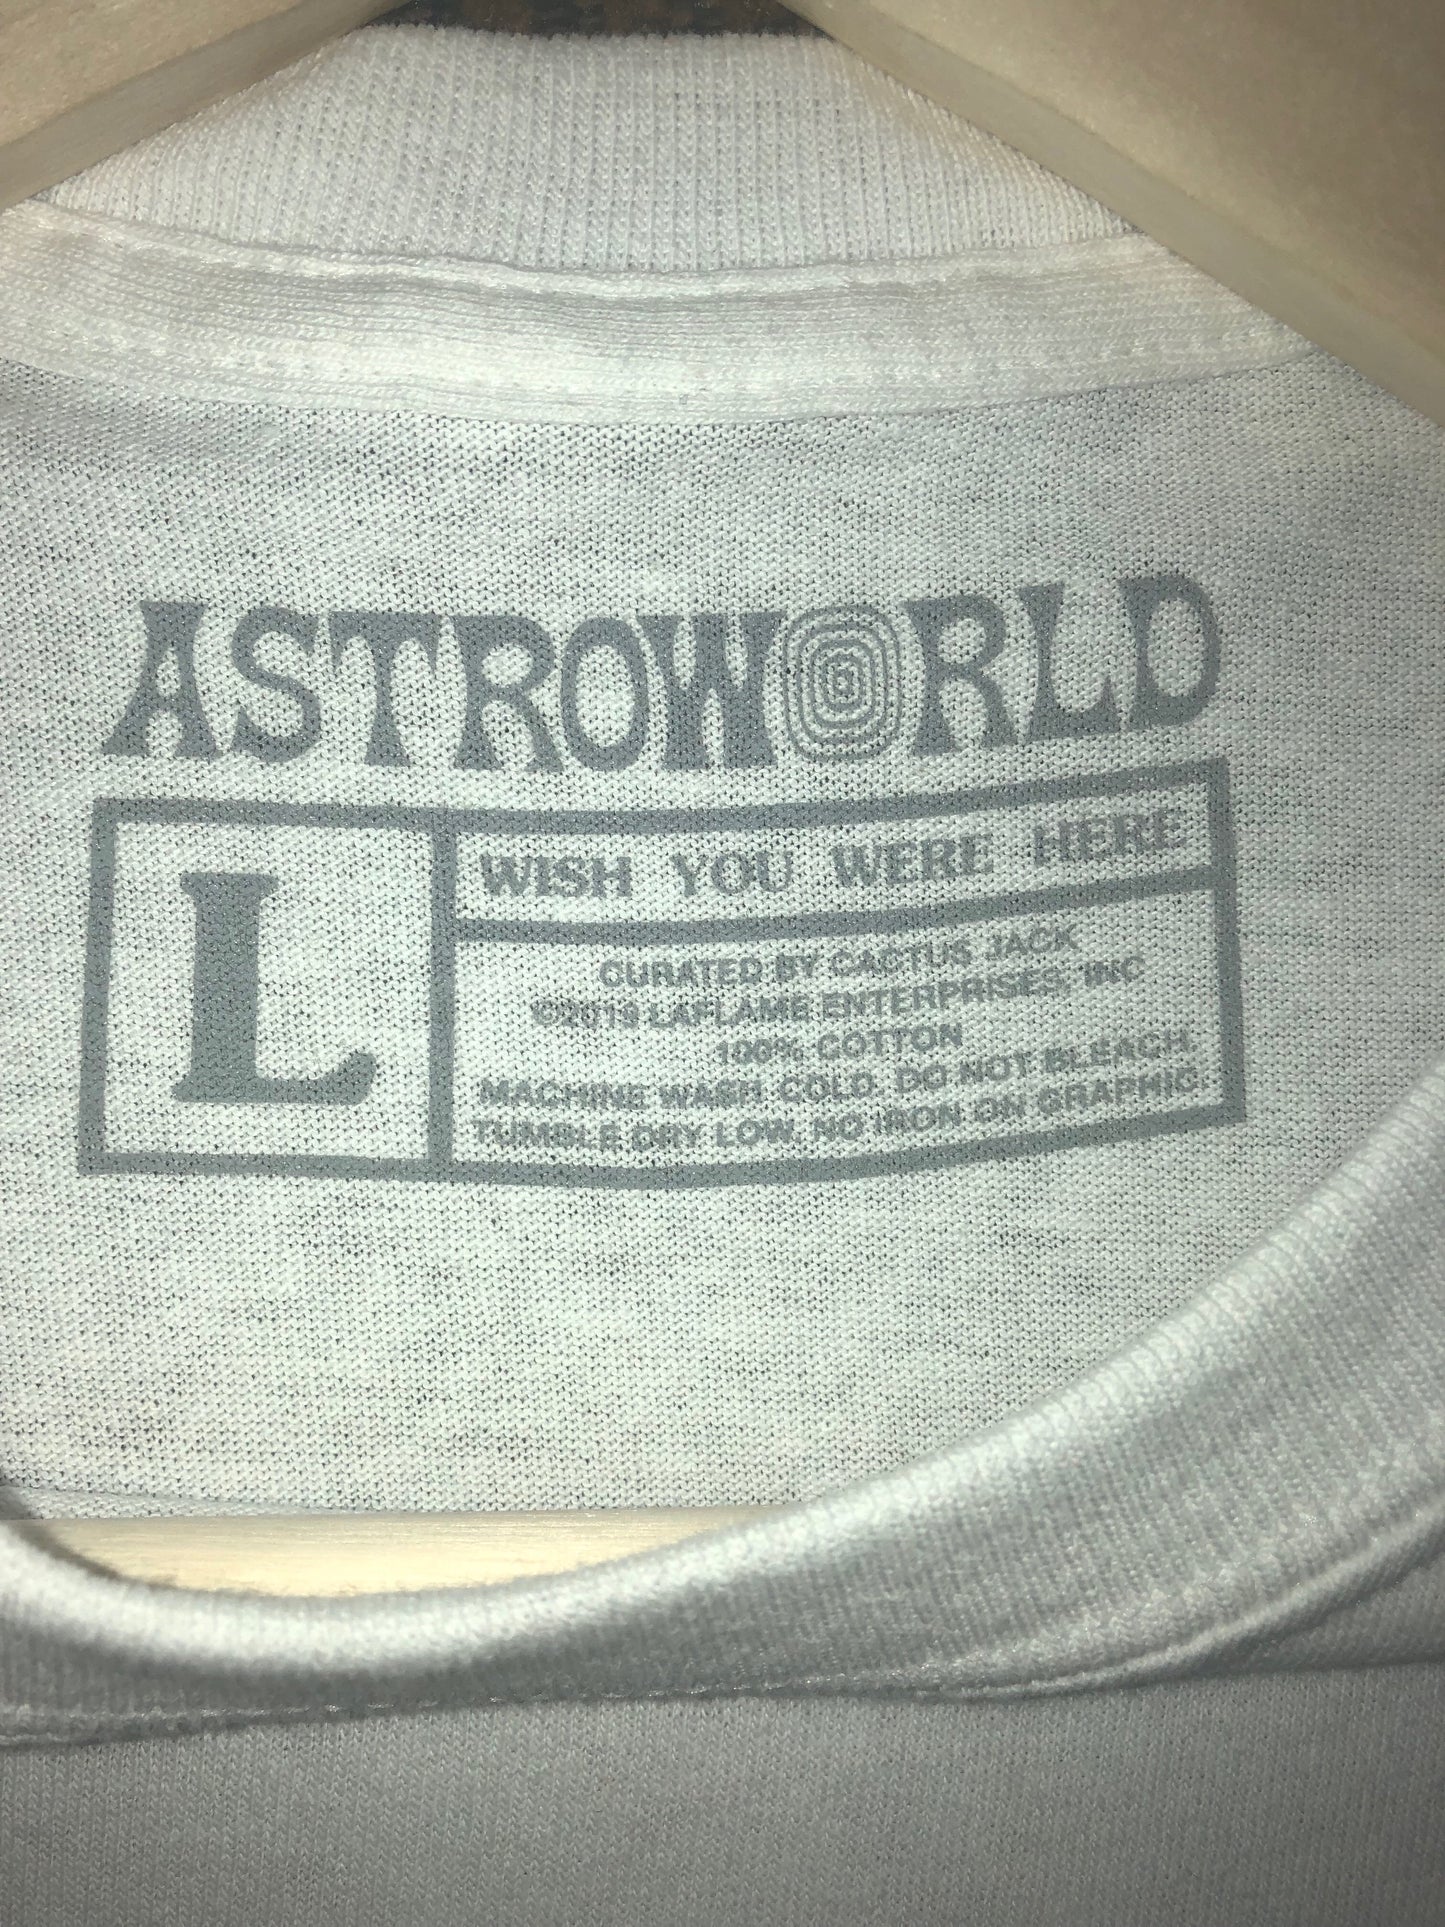 ASTROWORLD
L
WISH YOU WERE HERE
CURATED BY CACTUS JACK
©2019 LAFLAME ENTERPRISES, INC
100% COTTON
MACHINE WASH COLD. DO NOT BLEACH.
TUMBLE DRY LOW. NO IRON ON GRAPHIC.